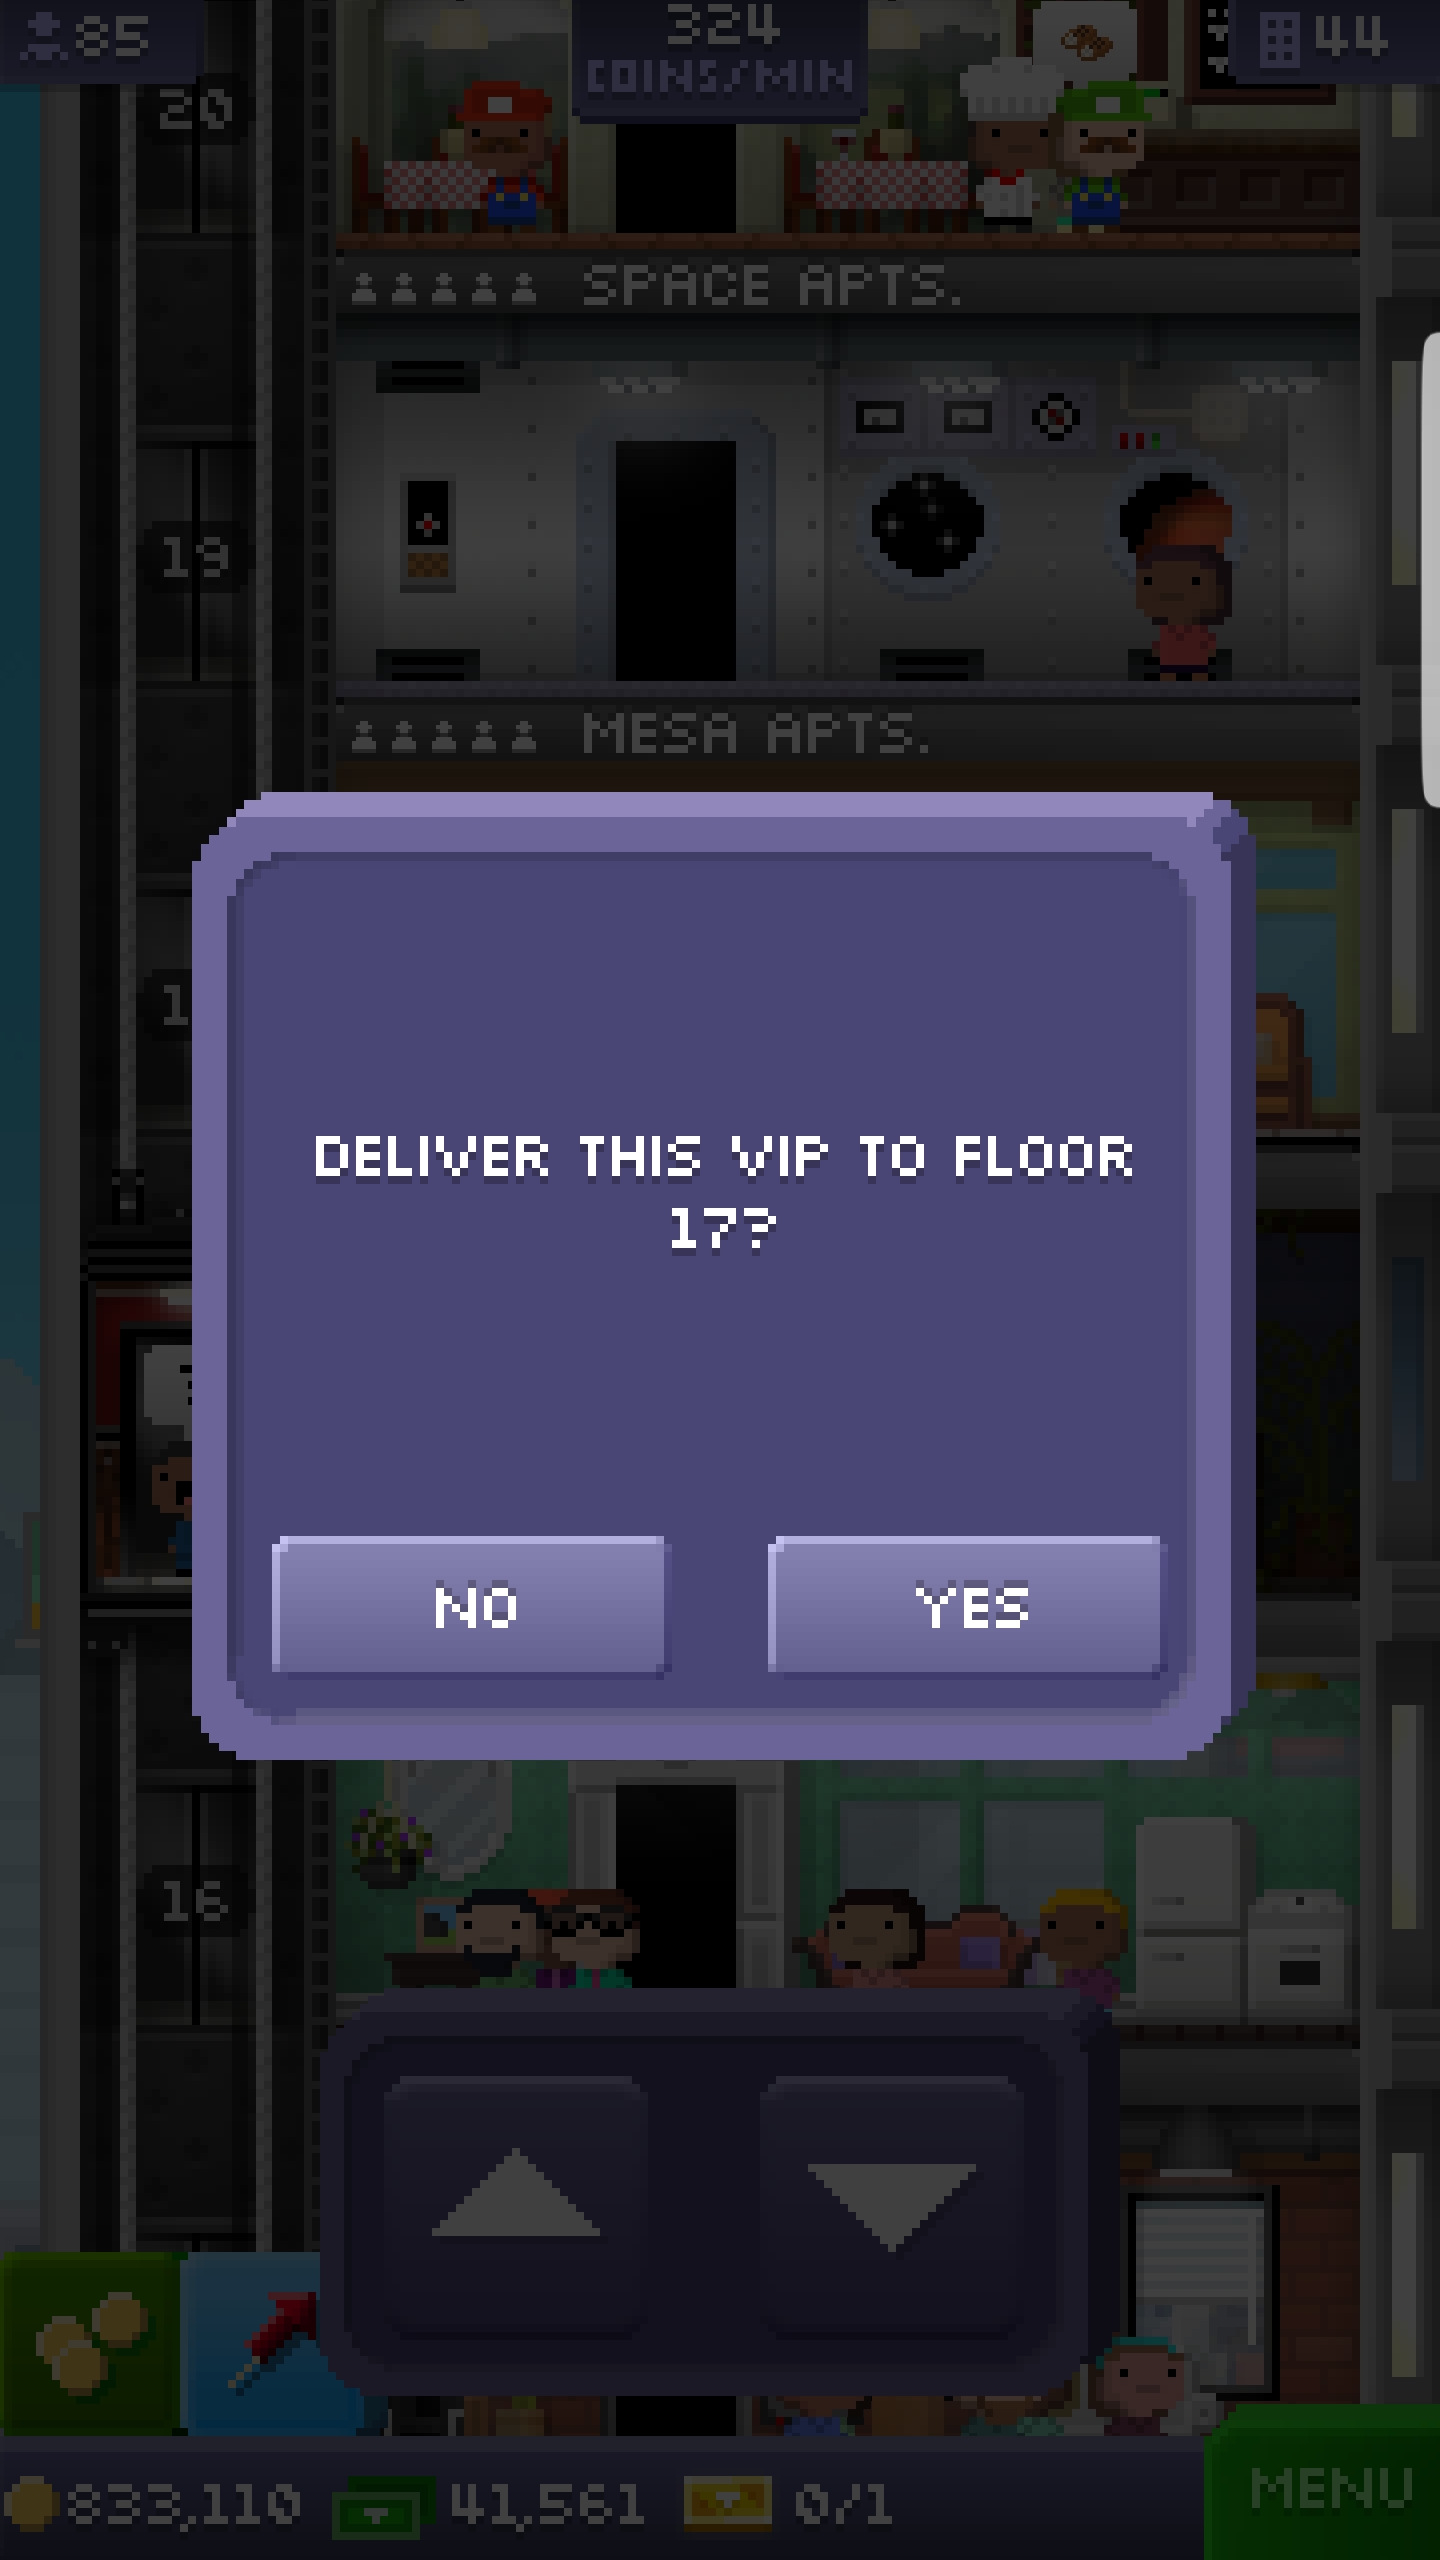 85
324
COINS/MIN
44
20
SPACE APTS.
19
MESA APTS.
1
DELIVER THIS VIP TO FLOOR
17?
NO
YES
16
833,110
41,561
0/1
MENU